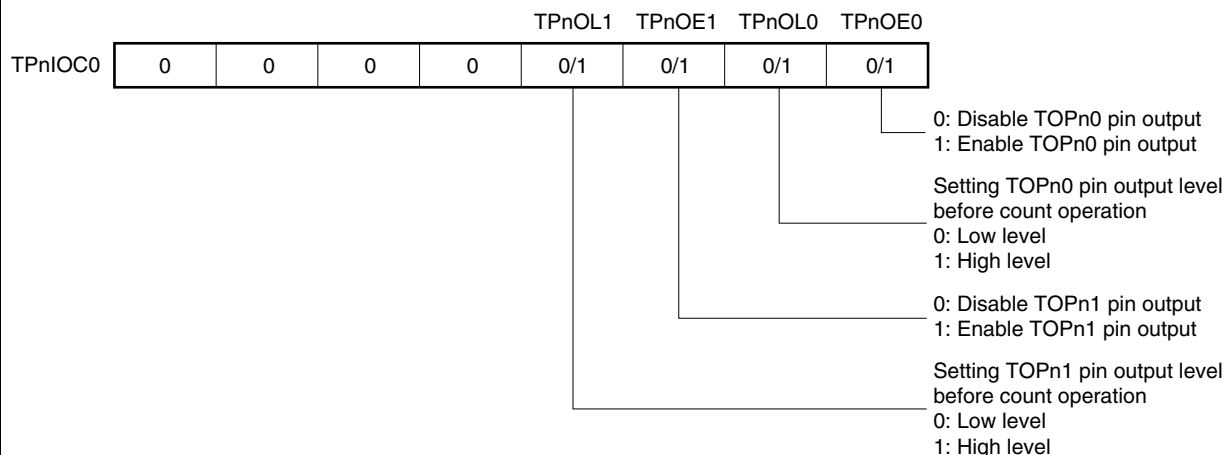 TPnOL1 TPnOE1 TPnOL0 TPnOE0
TPnIOC0 0 0 0 0 0/1 0/1 0/1 0/1
0: Disable TOPn0 pin output
1: Enable TOPn0 pin output
Setting TOPn0 pin output level
before count operation
0: Low level
1: High level
0: Disable TOPn1 pin output
1: Enable TOPn1 pin output
Setting TOPn1 pin output level
before count operation
0: Low level
1: High level